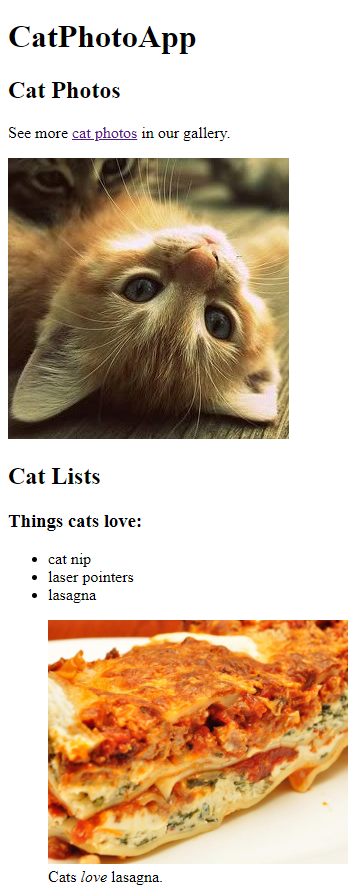 CatPhotoApp
Cat Photos
See more cat photos in our gallery.
Cat Lists
Things cats love:
cat nip
laser pointers
lasagna
Cats love lasagna.